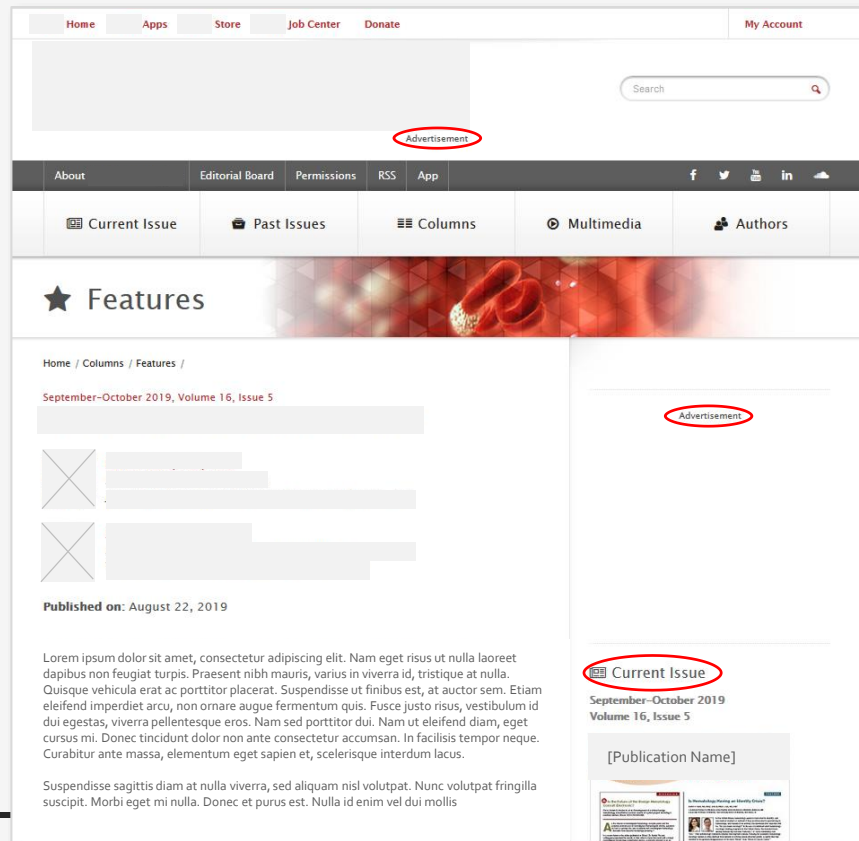 Home Apps Store Job Center Donate My Account
Search
Advertisement
About Editorial Board Permissions RSS App
Current Issue Past Issues Columns Multimedia Authors
Features
Home / Columns / Features /
September-October 2019, Volume 16, Issue 5
Advertisement
Published on: August 22, 2019
Lorem ipsum dolor sit amet, consectetur adipiscing elit. Nam eget risus ut nulla laoreet
dapibus non feugiat turpis. Praesent nibh mauris, varius in viverra id, tristique at nulla.
Quisque vehicula erat ac porttitor placerat. Suspendisse ut finibus est, at auctor sem. Etiam
eleifend imperdiet arcu, non ornare augue fermentum quis. Fusce justo risus, vestibulum id
dui egestas, viverra pellentesque eros. Nam sed porttitor dui. Nam ut eleifend diam, eget
cursus mi. Donec tincidunt dolor non ante consectetur accumsan. In facilisis tempor neque.
Curabitur ante massa, elementum eget sapien et, scelerisque interdum lacus.
Suspendisse sagittis diam at nulla viverra, sed aliquam nisl volutpat. Nunc volutpat fringilla
suscipit. Morbi eget mi nulla. Donec et purus est. Nulla id enim vel dui mollis
Current Issue
September-October 2019
Volume 16, Issue 5
[Publication Name]
Is Hematology Having an Identity Crisis?